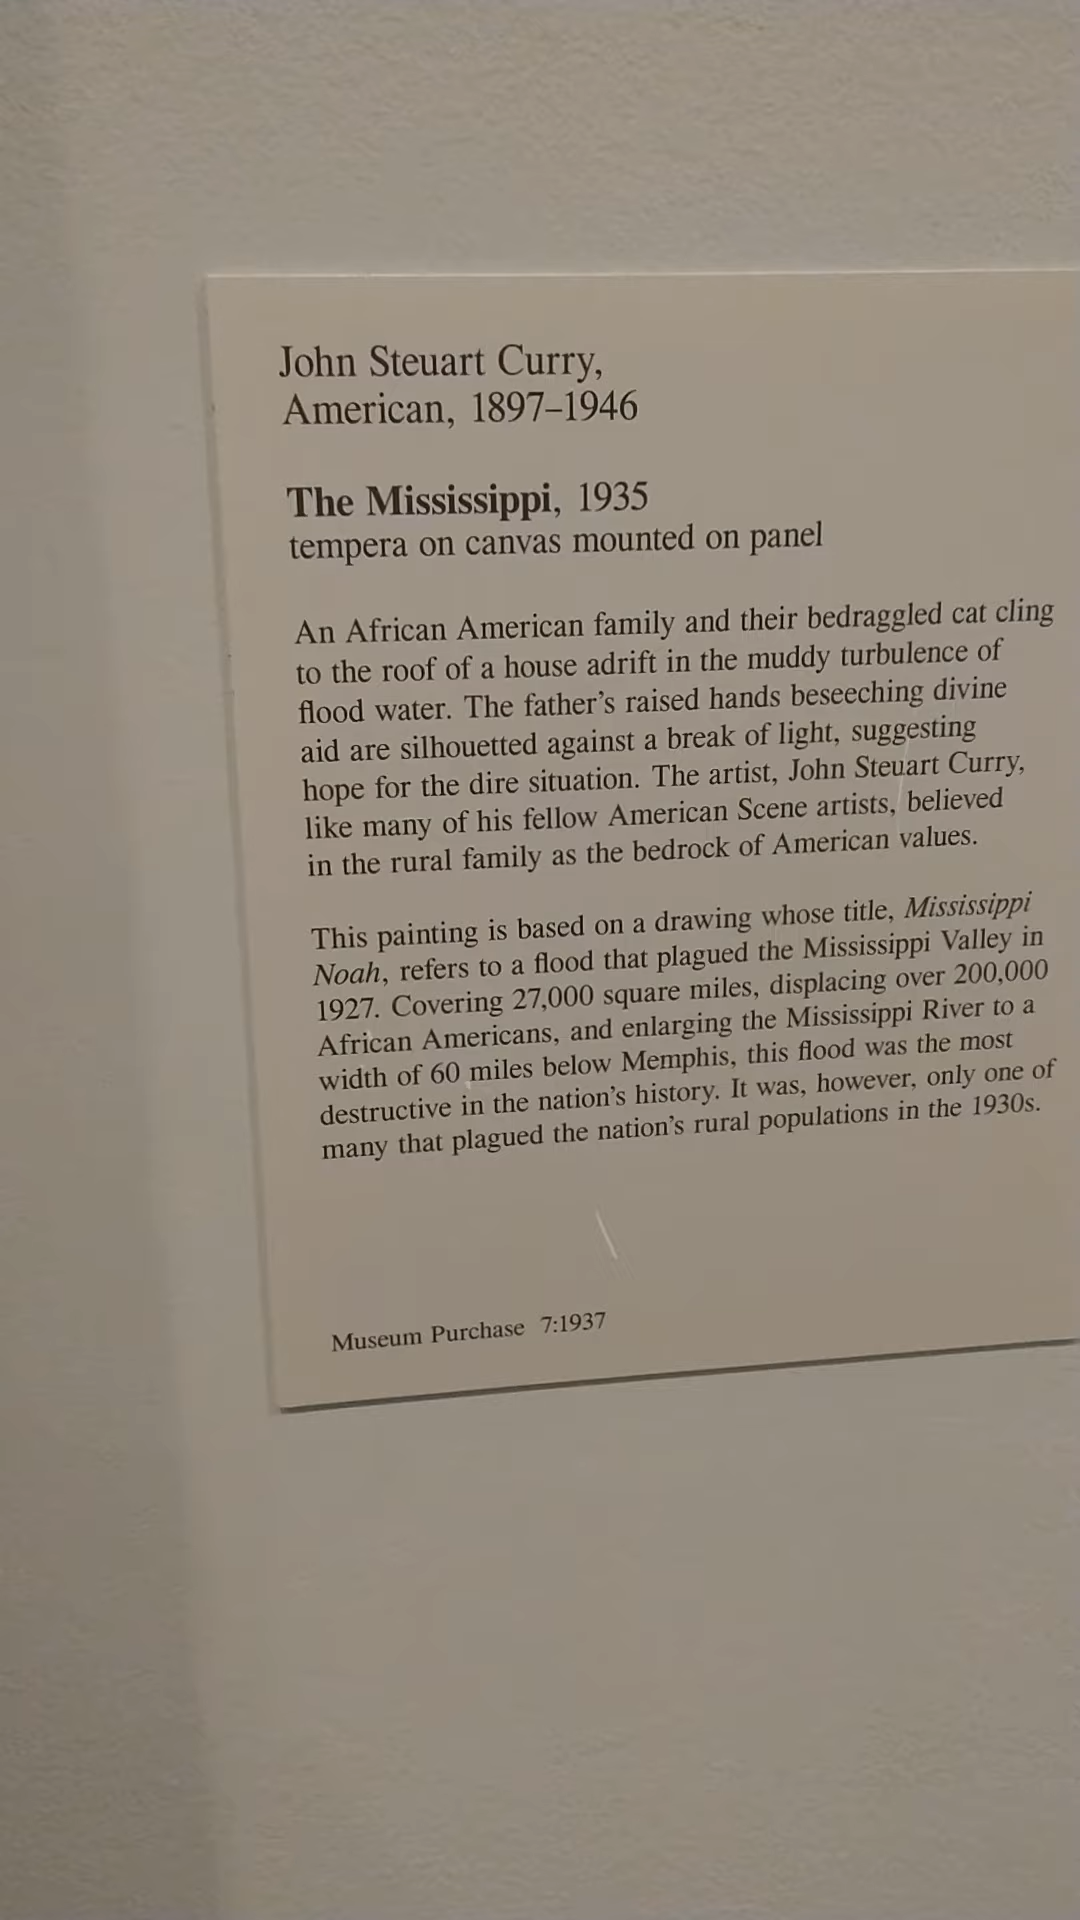 John Steuart Curry,
American, 1897–1946
The Mississippi, 1935
tempera on canvas mounted on panel
An African American family and their bedraggled cat cling
to the roof of a house adrift in the muddy turbulence of
flood water. The father’s raised hands beseeching divine
aid are silhouetted against a break of light, suggesting
hope for the dire situation. The artist, John Steuart Curry,
like many of his fellow American Scene artists, believed
in the rural family as the bedrock of American values.
This painting is based on a drawing whose title, Mississippi
Noah, refers to a flood that plagued the Mississippi Valley in
1927. Covering 27,000 square miles, displacing over 200,000
African Americans, and enlarging the Mississippi River to a
width of 60 miles below Memphis, this flood was the most
destructive in the nation’s history. It was, however, only one of
many that plagued the nation’s rural populations in the 1930s.
Museum Purchase 7:1937